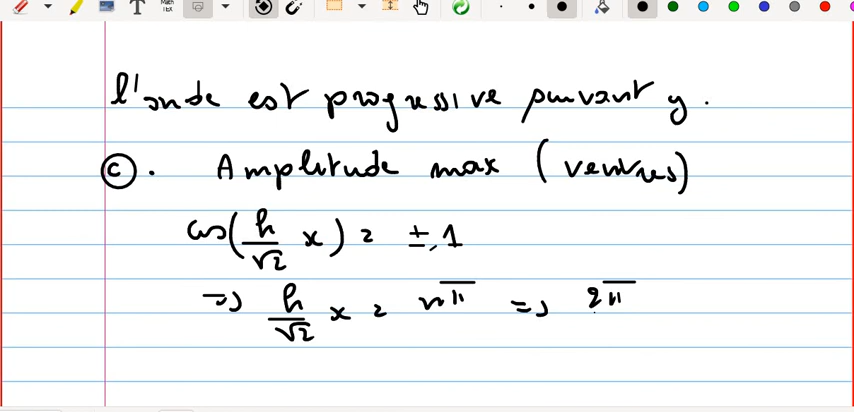 l'onde est progressive suivant y.
Ⓒ. Amplitude max (ventres)
cos(k/√2 x) = ±1
=> k/√2 x = nπ => 2π